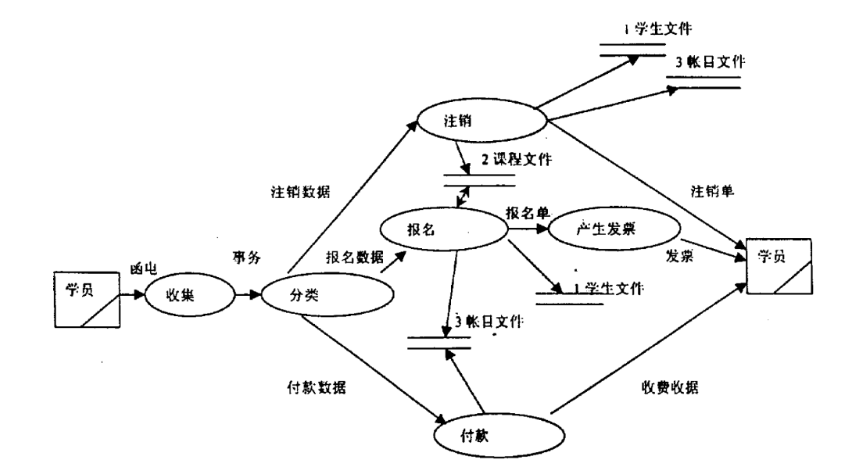 1 学生文件
3 帐目文件
注销
2 课程文件
注销数据
注销单
报名单
报名
产生发票
事务
报名数据
发票
函电
学员
学员
收集
分类
1 学生文件
3 帐目文件
付款数据
收费收据
付款